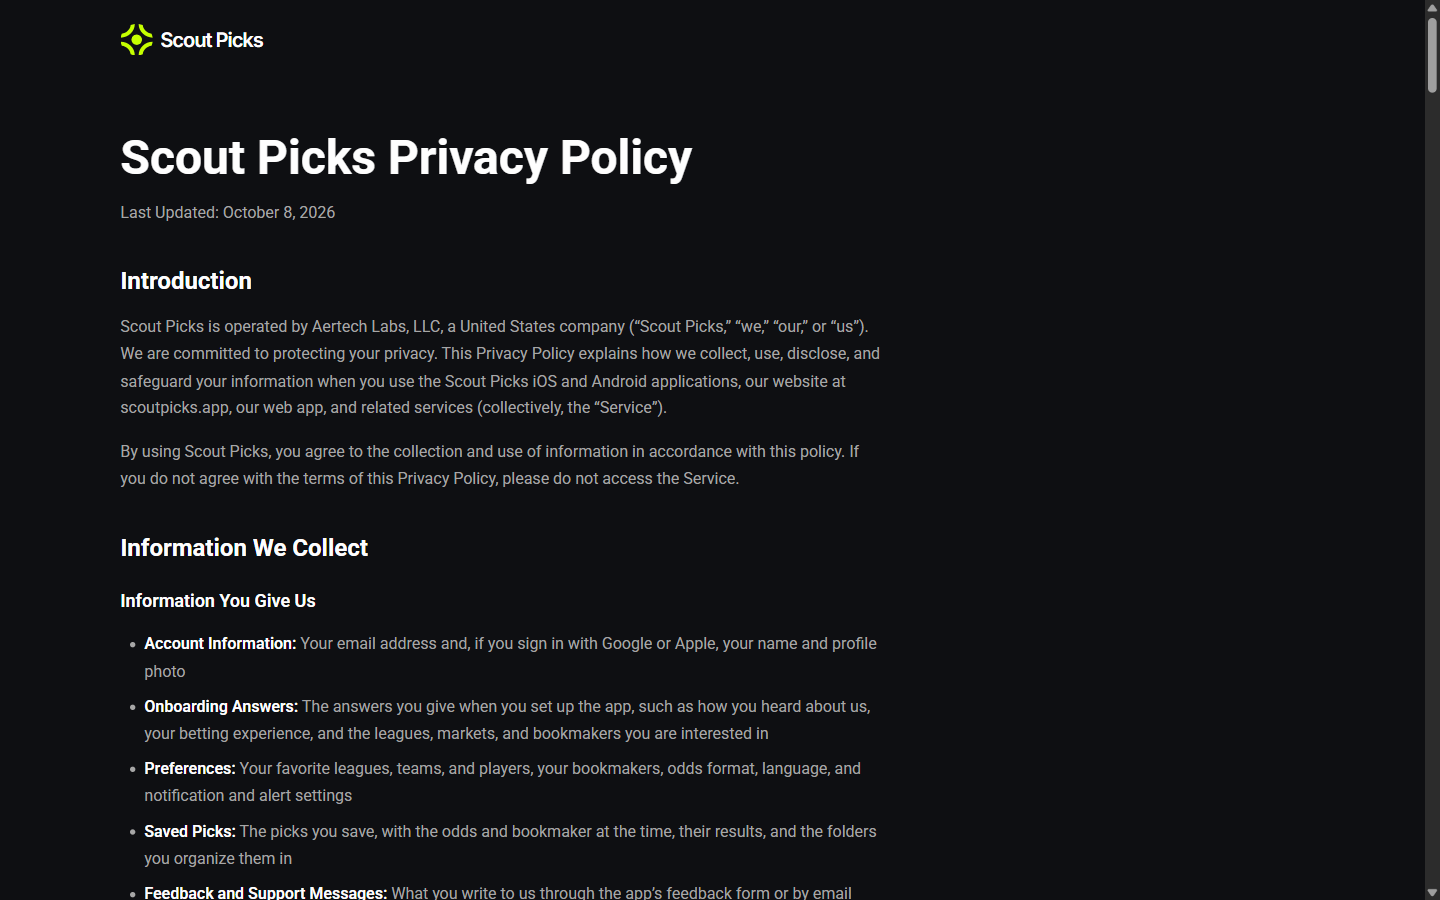 Scout Picks
Scout Picks Privacy Policy
Last Updated: October 8, 2026
Introduction
Scout Picks is operated by Aertech Labs, LLC, a United States company (“Scout Picks,” “we,” “our,” or “us”).
We are committed to protecting your privacy. This Privacy Policy explains how we collect, use, disclose, and
safeguard your information when you use the Scout Picks iOS and Android applications, our website at
scoutpicks.app, our web app, and related services (collectively, the “Service”).
By using Scout Picks, you agree to the collection and use of information in accordance with this policy. If
you do not agree with the terms of this Privacy Policy, please do not access the Service.
Information We Collect
Information You Give Us
• Account Information: Your email address and, if you sign in with Google or Apple, your name and profile
photo
• Onboarding Answers: The answers you give when you set up the app, such as how you heard about us,
your betting experience, and the leagues, markets, and bookmakers you are interested in
• Preferences: Your favorite leagues, teams, and players, your bookmakers, odds format, language, and
notification and alert settings
• Saved Picks: The picks you save, with the odds and bookmaker at the time, their results, and the folders
you organize them in
• Feedback and Support Messages: What you write to us through the app’s feedback form or by email